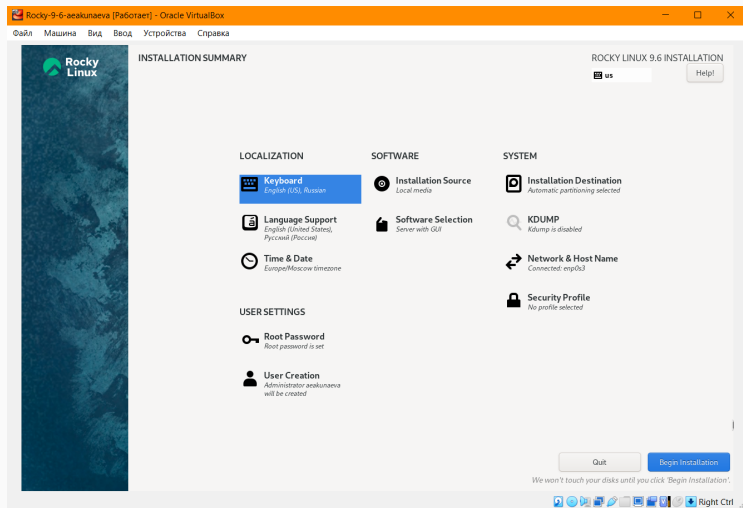 Rocky-9-6-aeakunaeva [Работает] - Oracle VirtualBox
Файл Машина Вид Ввод Устройства Справка
Rocky
Linux
INSTALLATION SUMMARY
ROCKY LINUX 9.6 INSTALLATION
us
Help!
LOCALIZATION
Keyboard
English (US), Russian
Language Support
English (United States),
Русский (Россия)
Time & Date
Europe/Moscow timezone
SOFTWARE
Installation Source
Local media
Software Selection
Server with GUI
SYSTEM
Installation Destination
Automatic partitioning selected
KDUMP
Kdump is disabled
Network & Host Name
Connected: enp0s3
Security Profile
No profile selected
USER SETTINGS
Root Password
Root password is set
User Creation
Administrator aeakunaeva
will be created
Quit
Begin Installation
We won't touch your disks until you click 'Begin Installation'.
Right Ctrl